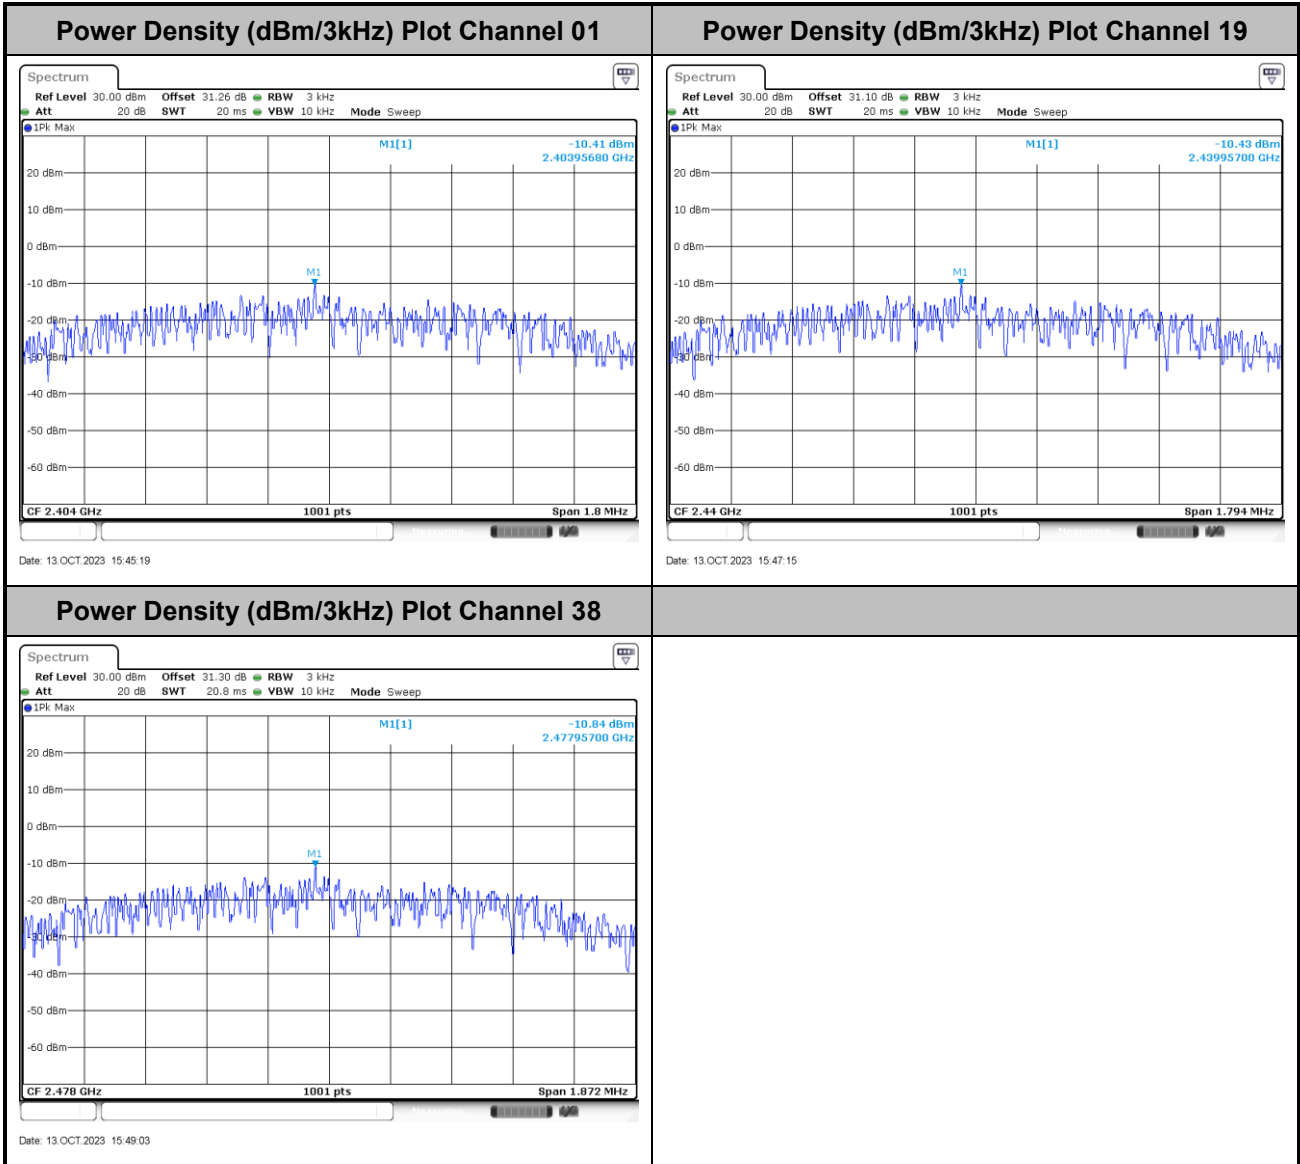 Power Density (dBm/3kHz) Plot Channel 01
Spectrum
Ref Level 30.00 dBm Offset 31.26 dB RBW 3 kHz
Att 20 dB SWT 20 ms VBW 10 kHz Mode Sweep
1Pk Max
M1[1] -10.41 dBm
2.40395680 GHz
20 dBm
10 dBm
0 dBm
M1
-10 dBm
-20 dBm
-30 dBm
-40 dBm
-50 dBm
-60 dBm
CF 2.404 GHz 1001 pts Span 1.8 MHz
Date: 13.OCT.2023 15:45:19
Power Density (dBm/3kHz) Plot Channel 19
Spectrum
Ref Level 30.00 dBm Offset 31.10 dB RBW 3 kHz
Att 20 dB SWT 20 ms VBW 10 kHz Mode Sweep
1Pk Max
M1[1] -10.43 dBm
2.43995700 GHz
20 dBm
10 dBm
0 dBm
M1
-10 dBm
-20 dBm
-30 dBm
-40 dBm
-50 dBm
-60 dBm
CF 2.44 GHz 1001 pts Span 1.794 MHz
Date: 13.OCT.2023 15:47:15
Power Density (dBm/3kHz) Plot Channel 38
Spectrum
Ref Level 30.00 dBm Offset 31.30 dB RBW 3 kHz
Att 20 dB SWT 20.8 ms VBW 10 kHz Mode Sweep
1Pk Max
M1[1] -10.84 dBm
2.47795700 GHz
20 dBm
10 dBm
0 dBm
M1
-10 dBm
-20 dBm
-30 dBm
-40 dBm
-50 dBm
-60 dBm
CF 2.478 GHz 1001 pts Span 1.872 MHz
Date: 13.OCT.2023 15:49:03